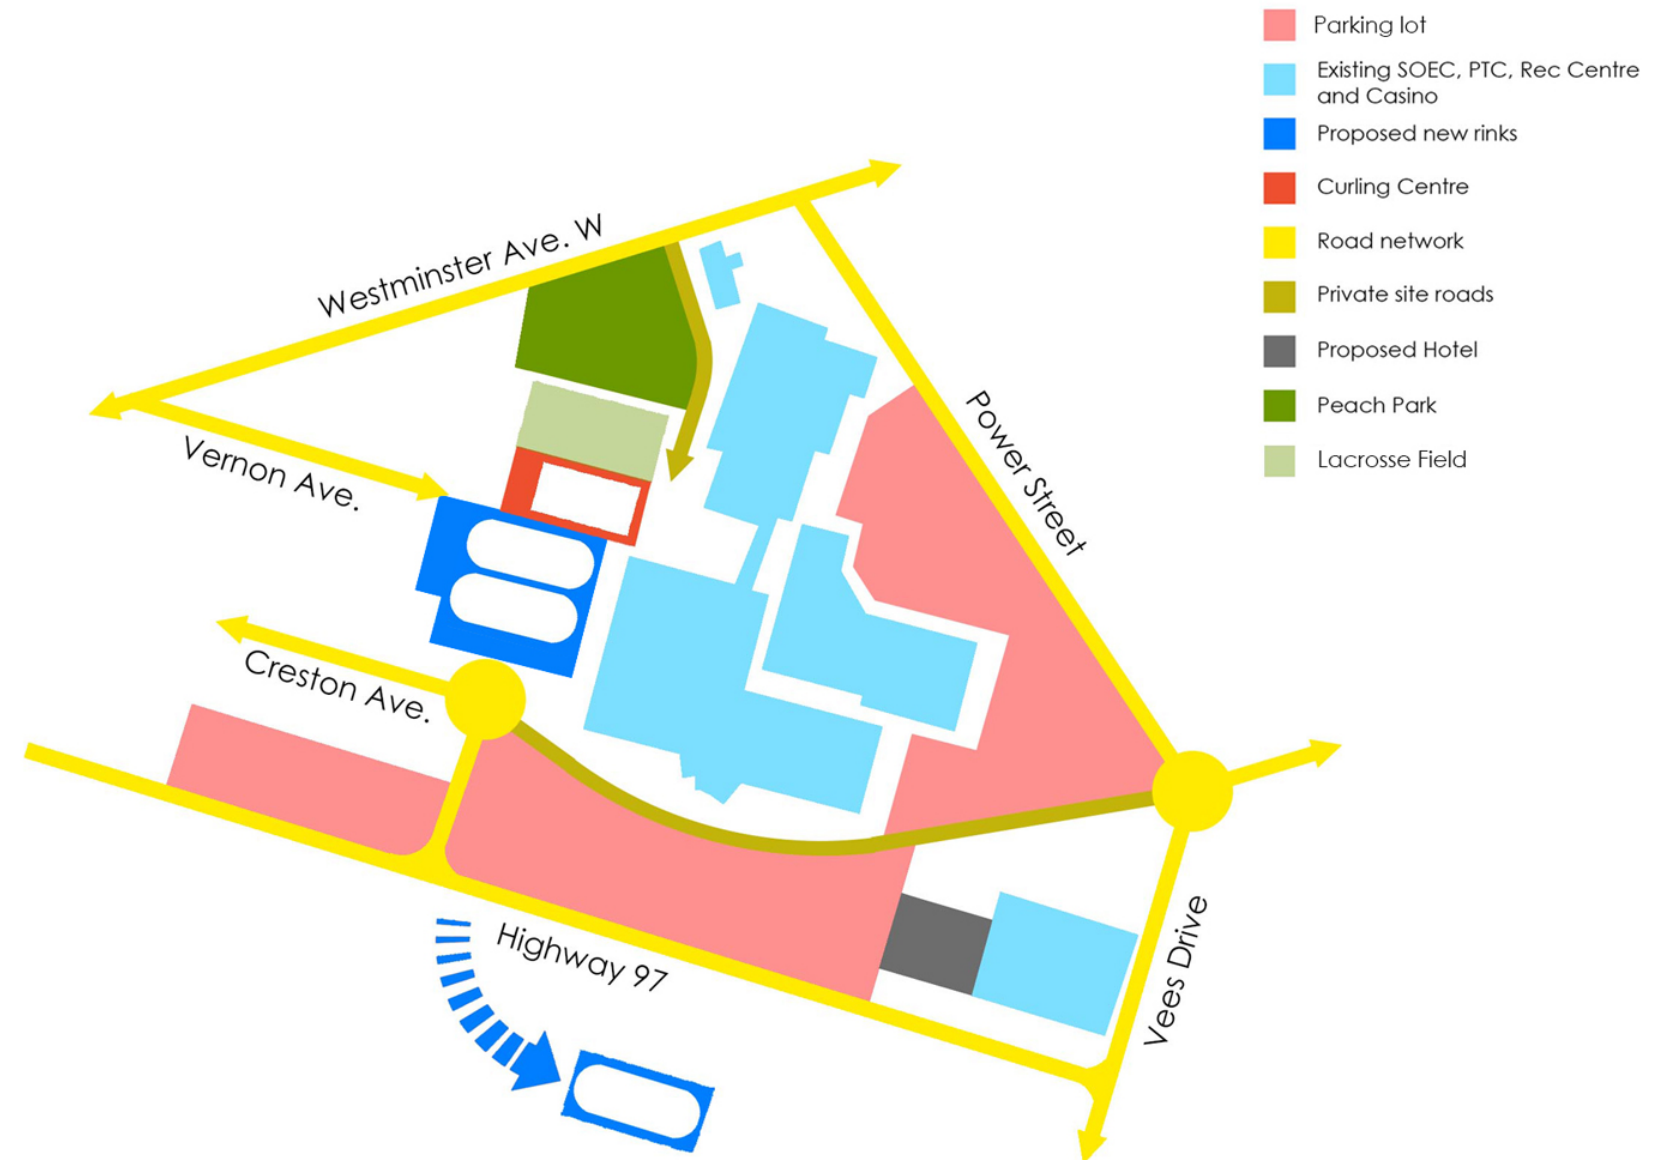 Parking lot
Existing SOEC, PTC, Rec Centre
and Casino
Proposed new rinks
Curling Centre
Road network
Private site roads
Proposed Hotel
Peach Park
Lacrosse Field
Westminster Ave. W
Vernon Ave.
Power Street
Creston Ave.
Highway 97
Vees Drive